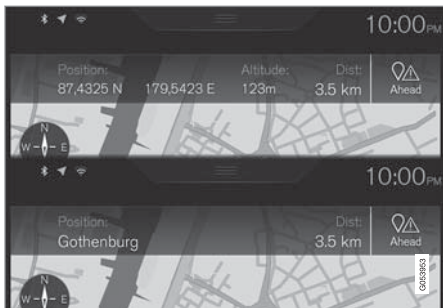 10:00PM
Position: Altitude: Dist:
87,4325 N 179,5423 E 123m 3.5 km
Ahead
N
W E
10:00PM
Position: Dist:
Gothenburg 3.5 km
Ahead
N
W E
G053953